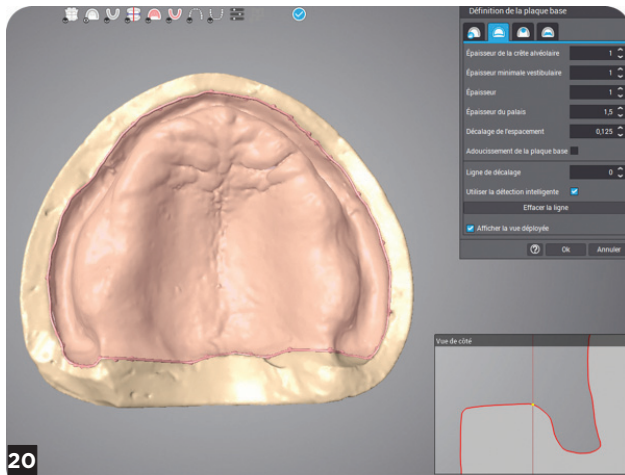 Définition de la plaque base
Épaisseur de la crête alvéolaire 1
Épaisseur minimale vestibulaire 1
Épaisseur 1
Épaisseur du palais 1,5
Décalage de l'espacement 0,125
Adoucissement de la plaque base
Ligne de décalage 0
Utiliser la détection intelligente
Effacer la ligne
Afficher la vue déployée
? Ok Annuler
Vue de côté
20